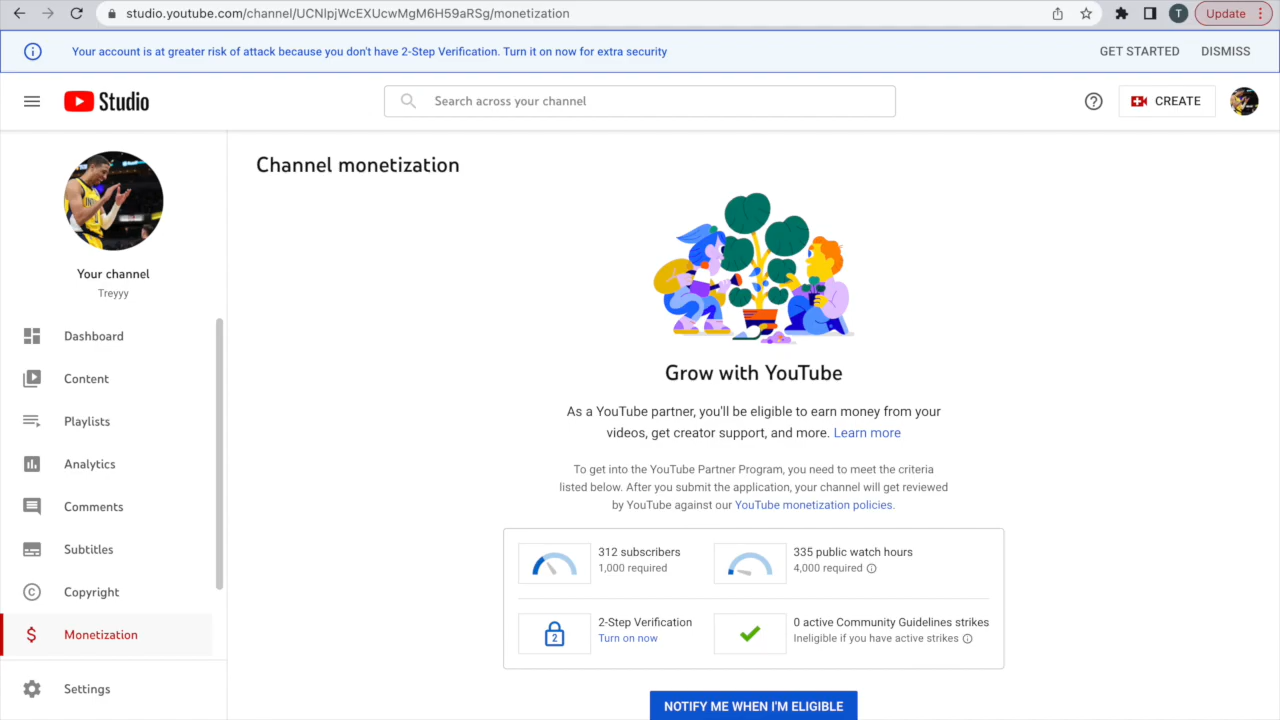 studio.youtube.com/channel/UCNlpjWcEXUcwMgM6H59aRSg/monetization
T
Update
Your account is at greater risk of attack because you don't have 2-Step Verification. Turn it on now for extra security
GET STARTED
DISMISS
Studio
Search across your channel
CREATE
Your channel
Treyyy
Dashboard
Content
Playlists
Analytics
Comments
Subtitles
Copyright
Monetization
Settings
Channel monetization
Grow with YouTube
As a YouTube partner, you'll be eligible to earn money from your
videos, get creator support, and more. Learn more
To get into the YouTube Partner Program, you need to meet the criteria
listed below. After you submit the application, your channel will get reviewed
by YouTube against our YouTube monetization policies.
312 subscribers
1,000 required
335 public watch hours
4,000 required
2
2-Step Verification
Turn on now
0 active Community Guidelines strikes
Ineligible if you have active strikes
NOTIFY ME WHEN I'M ELIGIBLE